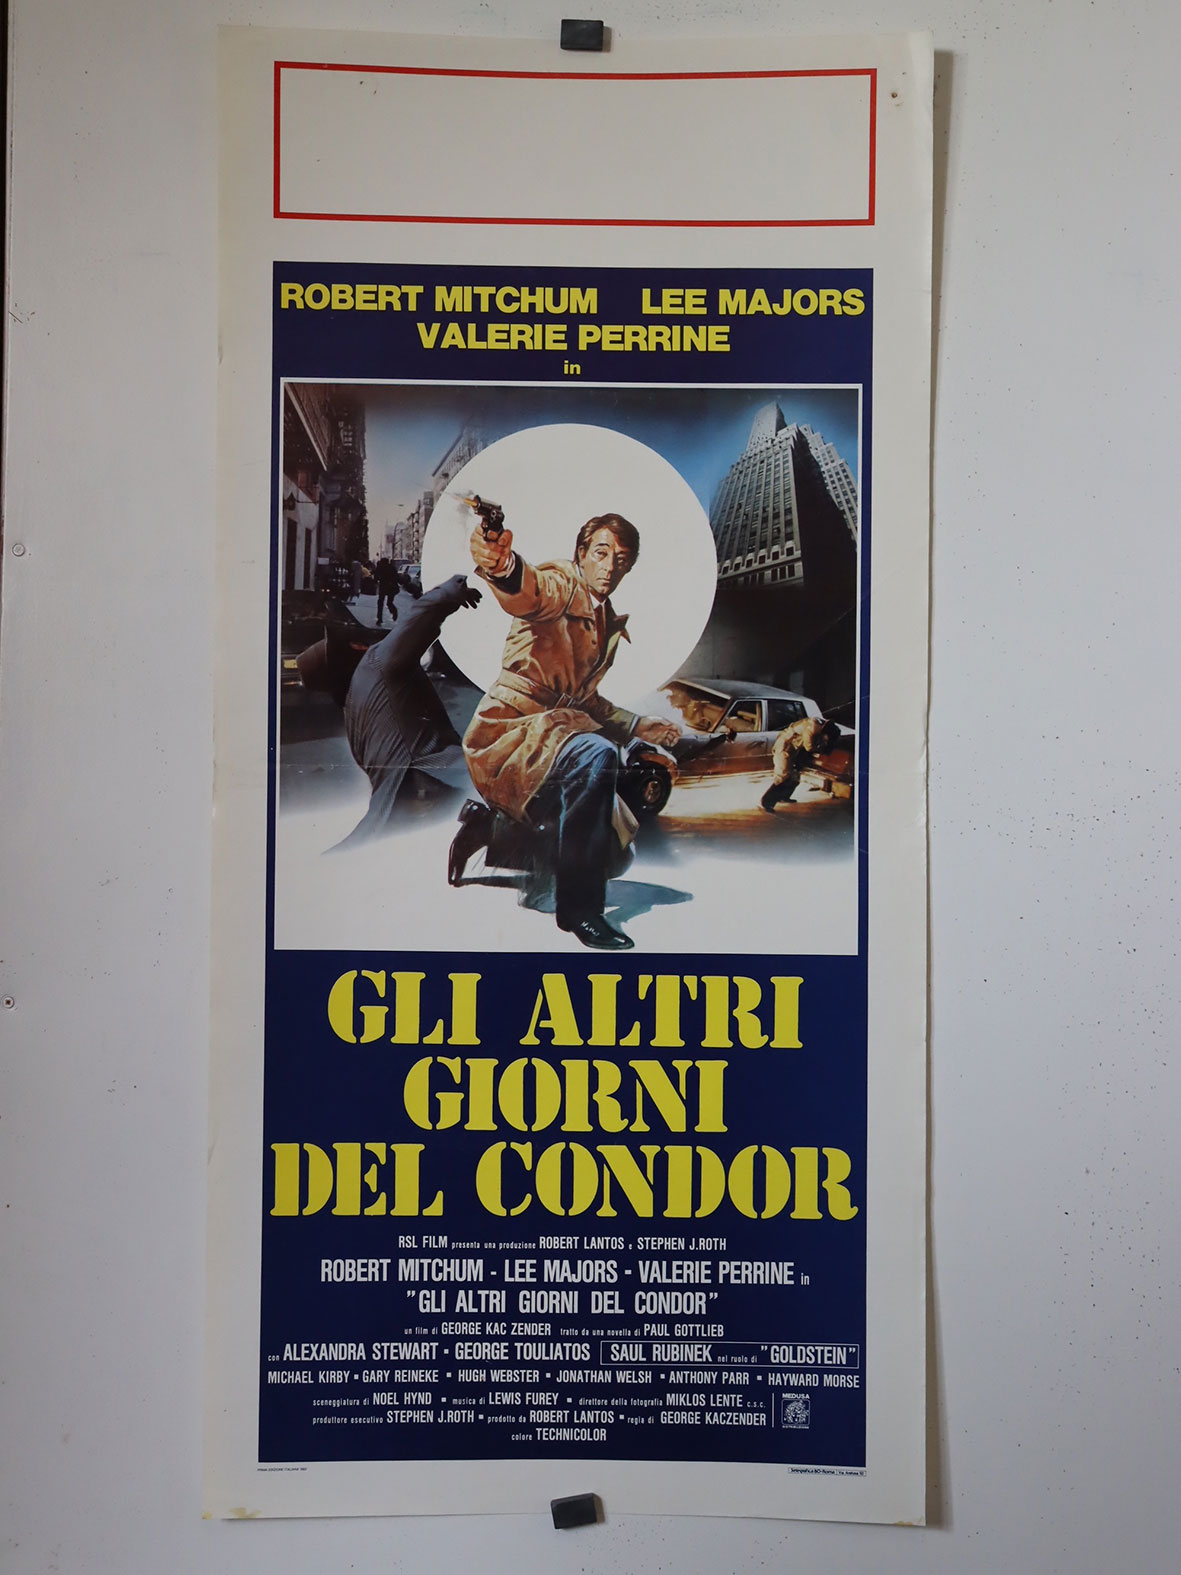 ROBERT MITCHUM LEE MAJORS
VALERIE PERRINE
in
GLI ALTRI
GIORNI
DEL CONDOR
RSL FILM presenta una produzione ROBERT LANTOS e STEPHEN J.ROTH
ROBERT MITCHUM - LEE MAJORS - VALERIE PERRINE in
"GLI ALTRI GIORNI DEL CONDOR"
un film di GEORGE KAC ZENDER tratto da una novella di PAUL GOTTLIEB
con ALEXANDRA STEWART • GEORGE TOULIATOS SAUL RUBINEK nel ruolo di "GOLDSTEIN"
MICHAEL KIRBY • GARY REINEKE • HUGH WEBSTER • JONATHAN WELSH • ANTHONY PARR • HAYWARD MORSE
sceneggiatura di NOEL HYND • musica di LEWIS FUREY • direttore della fotografia MIKLOS LENTE c.s.c.
produttore esecutivo STEPHEN J.ROTH • prodotto da ROBERT LANTOS • regia di GEORGE KACZENDER
colore TECHNICOLOR
MEDUSA
DISTRIBUZIONE
PRIMA EDIZIONE ITALIANA